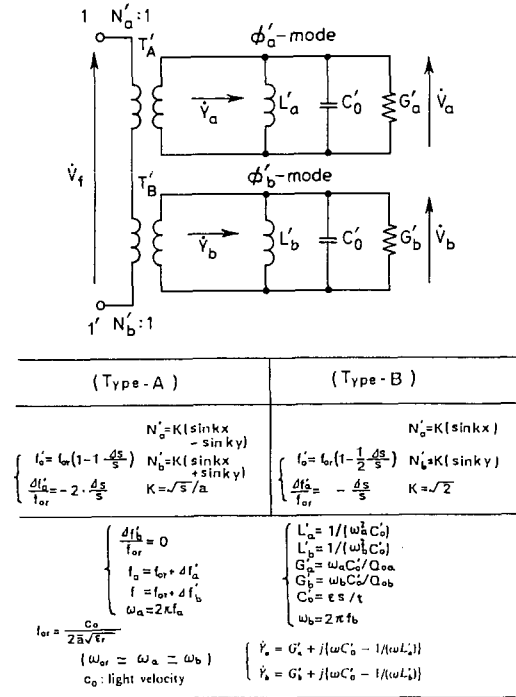 1 N'a:1
T'A
ϕ'a-mode
Ẏa L'a C'0 G'a V̇a
V̇f
T'B
ϕ'b-mode
Ẏb L'b C'0 G'b V̇b
1' N'b:1
(Type-A) (Type-B)
N'a=K(sinkx
-sinky)
N'a=K(sinkx)
f'a=for(1-1·Δs/s) N'b=K(sinkx
+sinky)
f'a=for(1-1/2·Δs/s) N'b=K(sinky)
Δf'a/for=-2·Δs/s K=√s/a
Δf'a/for= -Δs/s K=√2
Δf'b/for=0
fa=for+Δf'a
f=for+Δf'b
ωa=2πfa
L'a=1/(ω²aC'0)
L'b=1/(ω²bC'0)
G'a=ωaC'0/Q0a
G'b=ωbC'0/Q0b
C'0=εs/t
ωb=2πfb
for= c0/2a√εr
(ωor≃ωa≃ωb)
c0: light velocity
Ẏa=G'a+j{ωC'0-1/(ωL'a)}
Ẏb=G'b+j{ωC'0-1/(ωL'b)}